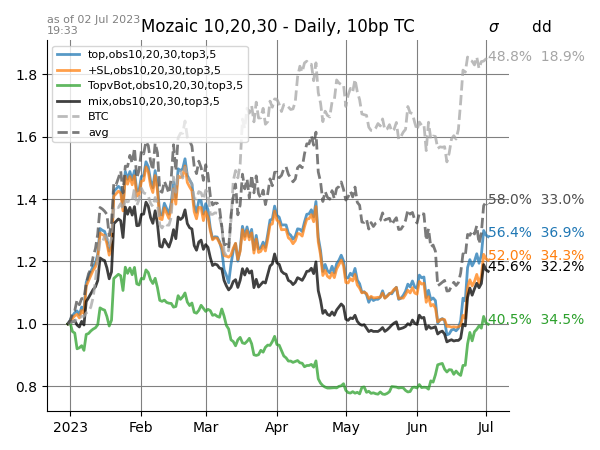 as of 02 Jul 2023
19:33
Mozaic 10,20,30 - Daily, 10bp TC
σ dd
top,obs10,20,30,top3,5
+SL,obs10,20,30,top3,5
TopvBot,obs10,20,30,top3,5
mix,obs10,20,30,top3,5
BTC
avg
1.8
1.6
1.4
1.2
1.0
0.8
48.8% 18.9%
58.0% 33.0%
56.4% 36.9%
52.0% 34.3%
45.6% 32.2%
40.5% 34.5%
2023 Feb Mar Apr May Jun Jul